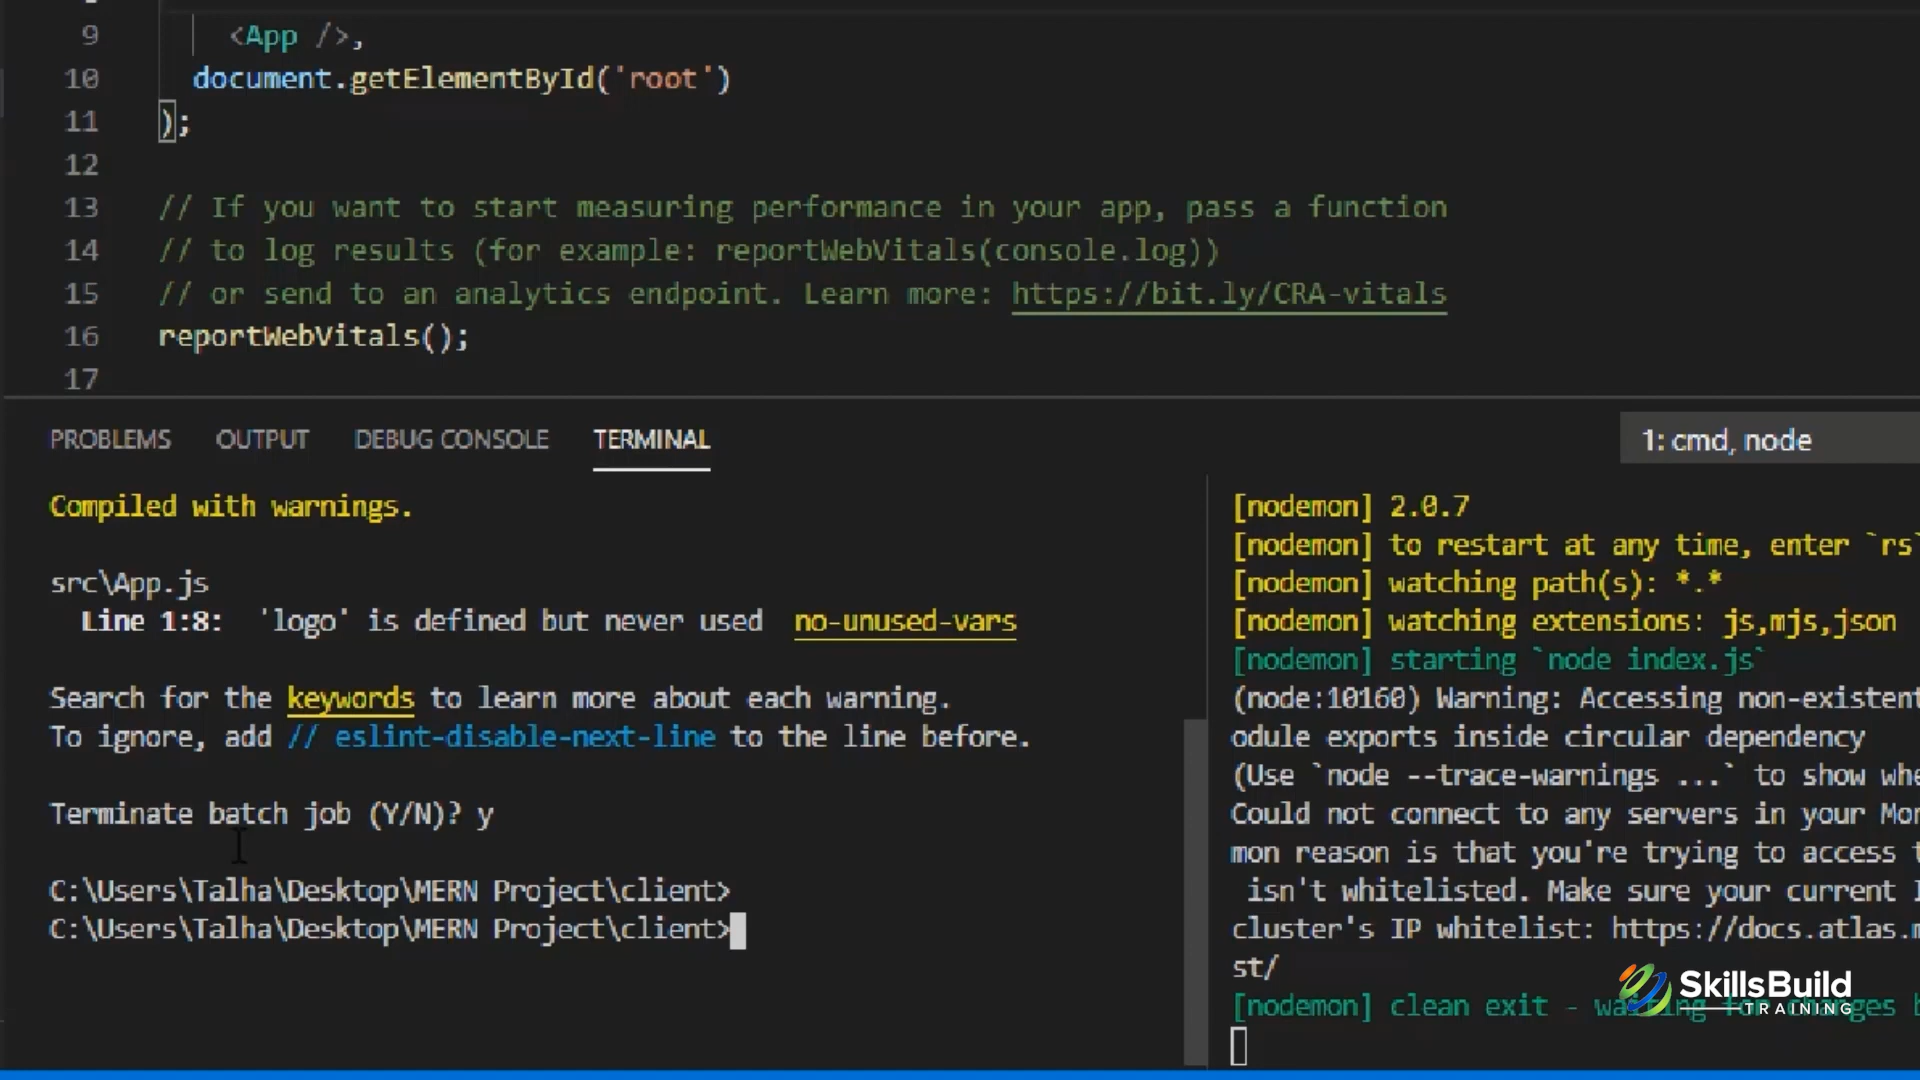 9 <App />,
10 document.getElementById('root')
11 );
12
13 // If you want to start measuring performance in your app, pass a function
14 // to log results (for example: reportWebVitals(console.log))
15 // or send to an analytics endpoint. Learn more: https://bit.ly/CRA-vitals
16 reportWebVitals();
17
PROBLEMS OUTPUT DEBUG CONSOLE TERMINAL
1: cmd, node
Compiled with warnings.
src\App.js
Line 1:8: 'logo' is defined but never used no-unused-vars
Search for the keywords to learn more about each warning.
To ignore, add // eslint-disable-next-line to the line before.
Terminate batch job (Y/N)? y
C:\Users\Talha\Desktop\MERN Project\client>
C:\Users\Talha\Desktop\MERN Project\client>
[nodemon] 2.0.7
[nodemon] to restart at any time, enter `rs`
[nodemon] watching path(s): *.*
[nodemon] watching extensions: js,mjs,json
[nodemon] starting `node index.js`
(node:10160) Warning: Accessing non-existent
odule exports inside circular dependency
(Use `node --trace-warnings ...` to show whe
Could not connect to any servers in your Mon
mon reason is that you're trying to access t
isn't whitelisted. Make sure your current I
cluster's IP whitelist: https://docs.atlas.m
st/
[nodemon] clean exit - waiting for changes b
SkillsBuild
TRAINING